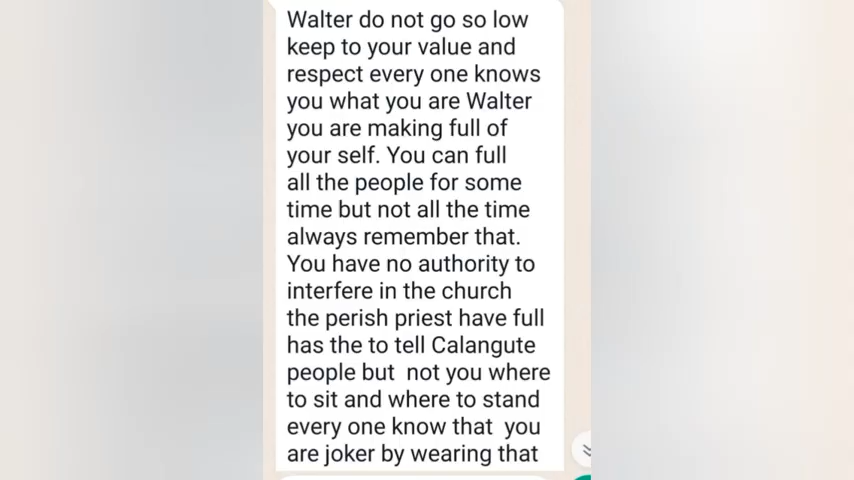 Walter do not go so low
keep to your value and
respect every one knows
you what you are Walter
you are making full of
your self. You can full
all the people for some
time but not all the time
always remember that.
You have no authority to
interfere in the church
the perish priest have full
has the to tell Calangute
people but  not you where
to sit and where to stand
every one know that  you
are joker by wearing that